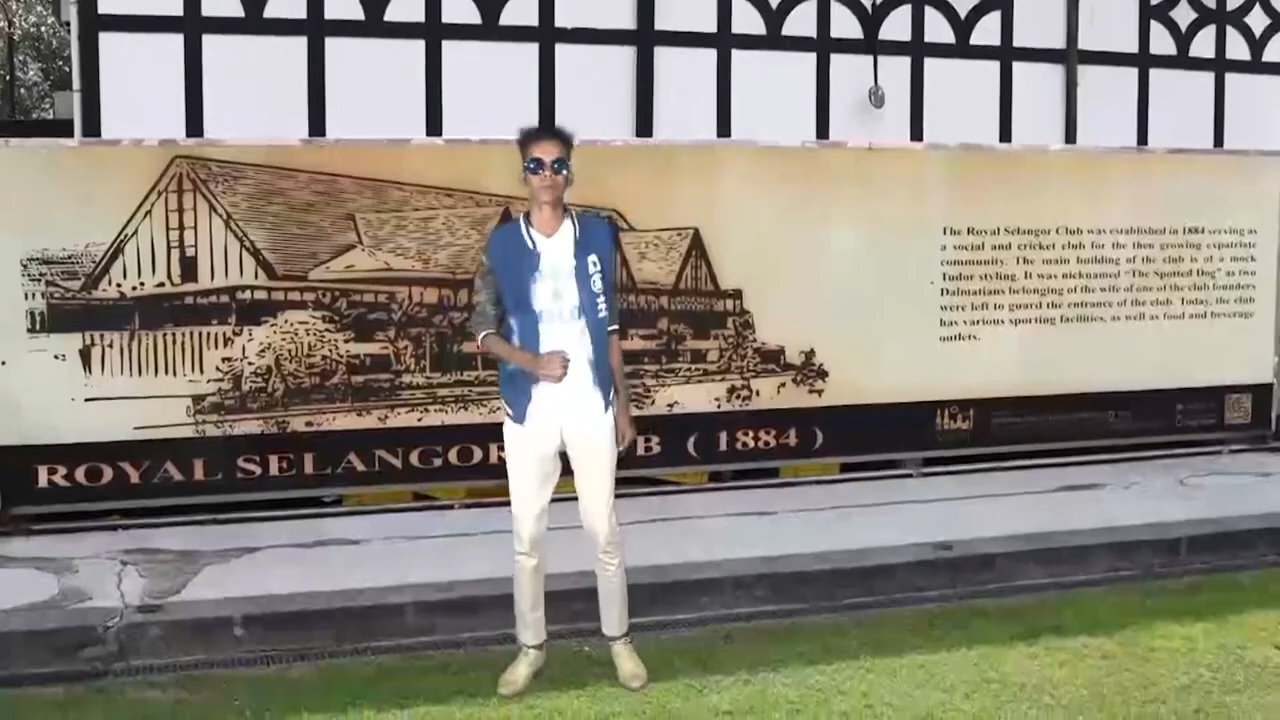 The Royal Selangor Club was established in 1884 serving as
a social and cricket club for the then growing expatriate
community. The main building of the club is of a mock
Tudor styling. It was nicknamed "The Spotted Dog" as two
Dalmatians belonging of the wife of one of the club founders
were left to guard the entrance of the club. Today, the club
has various sporting facilities, as well as food and beverage
outlets.
ROYAL SELANGOR B ( 1884 )